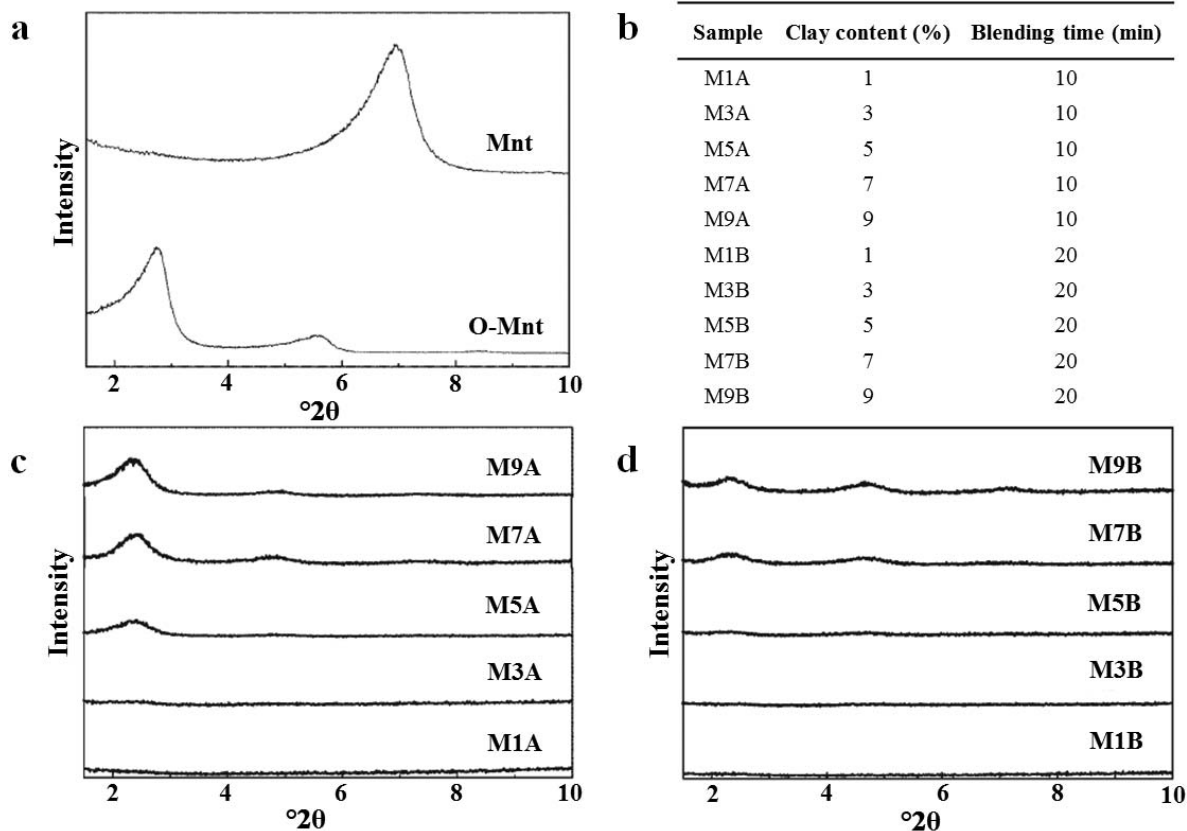 a
Intensity
Mnt
O-Mnt
2 4 6 8 10
°2θ
b
Sample Clay content (%) Blending time (min)
M1A 1 10
M3A 3 10
M5A 5 10
M7A 7 10
M9A 9 10
M1B 1 20
M3B 3 20
M5B 5 20
M7B 7 20
M9B 9 20
c
Intensity
M9A
M7A
M5A
M3A
M1A
2 4 6 8 10
°2θ
d
Intensity
M9B
M7B
M5B
M3B
M1B
2 4 6 8 10
°2θ